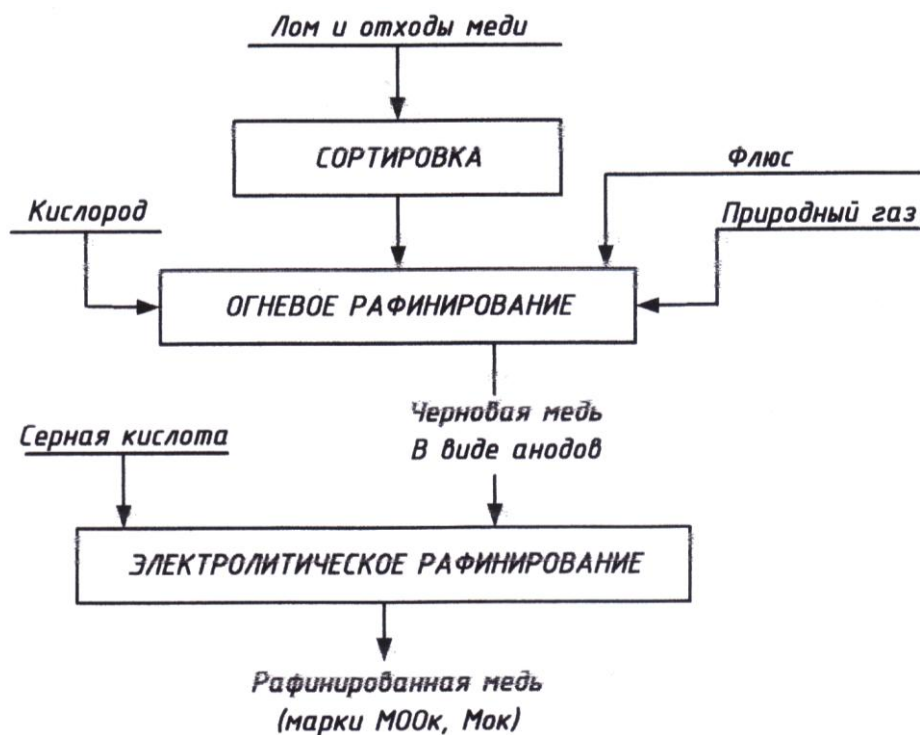 Лом и отходы меди
СОРТИРОВКА
Флюс
Кислород
Природный газ
ОГНЕВОЕ РАФИНИРОВАНИЕ
Черновая медь
В виде анодов
Серная кислота
ЭЛЕКТРОЛИТИЧЕСКОЕ РАФИНИРОВАНИЕ
Рафинированная медь
(марки МООк, Мок)